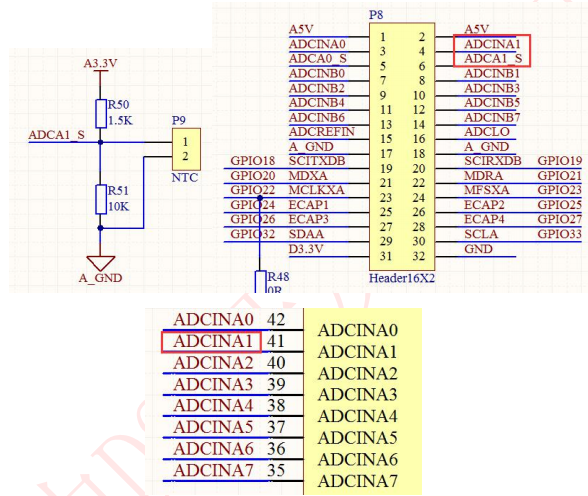 A3.3V
R50
1.5K
ADCA1_S
P9
1
2
NTC
R51
10K
A_GND
P8
A5V 1 2 A5V
ADCINA0 3 4 ADCINA1
ADCA0_S 5 6 ADCA1_S
ADCINB0 7 8 ADCINB1
ADCINB2 9 10 ADCINB3
ADCINB4 11 12 ADCINB5
ADCINB6 13 14 ADCINB7
ADCREFIN 15 16 ADCLO
A_GND 17 18 A_GND
GPIO18 SCITXDB 19 20 SCIRXDB GPIO19
GPIO20 MDXA 21 22 MDRA GPIO21
GPIO22 MCLKXA 23 24 MFSXA GPIO23
GPIO24 ECAP1 25 26 ECAP2 GPIO25
GPIO26 ECAP3 27 28 ECAP4 GPIO27
GPIO32 SDAA 29 30 SCLA GPIO33
D3.3V 31 32 GND
Header16X2
R48
0R
ADCINA0 42 ADCINA0
ADCINA1 41 ADCINA1
ADCINA2 40 ADCINA2
ADCINA3 39 ADCINA3
ADCINA4 38 ADCINA4
ADCINA5 37 ADCINA5
ADCINA6 36 ADCINA6
ADCINA7 35 ADCINA7